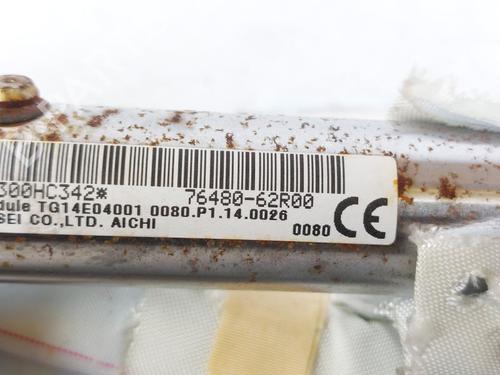 300HC342* 76480-62R00
dule TG14E04001 0080.P1.14.0026
SEI CO.,LTD. AICHI 0080 CE